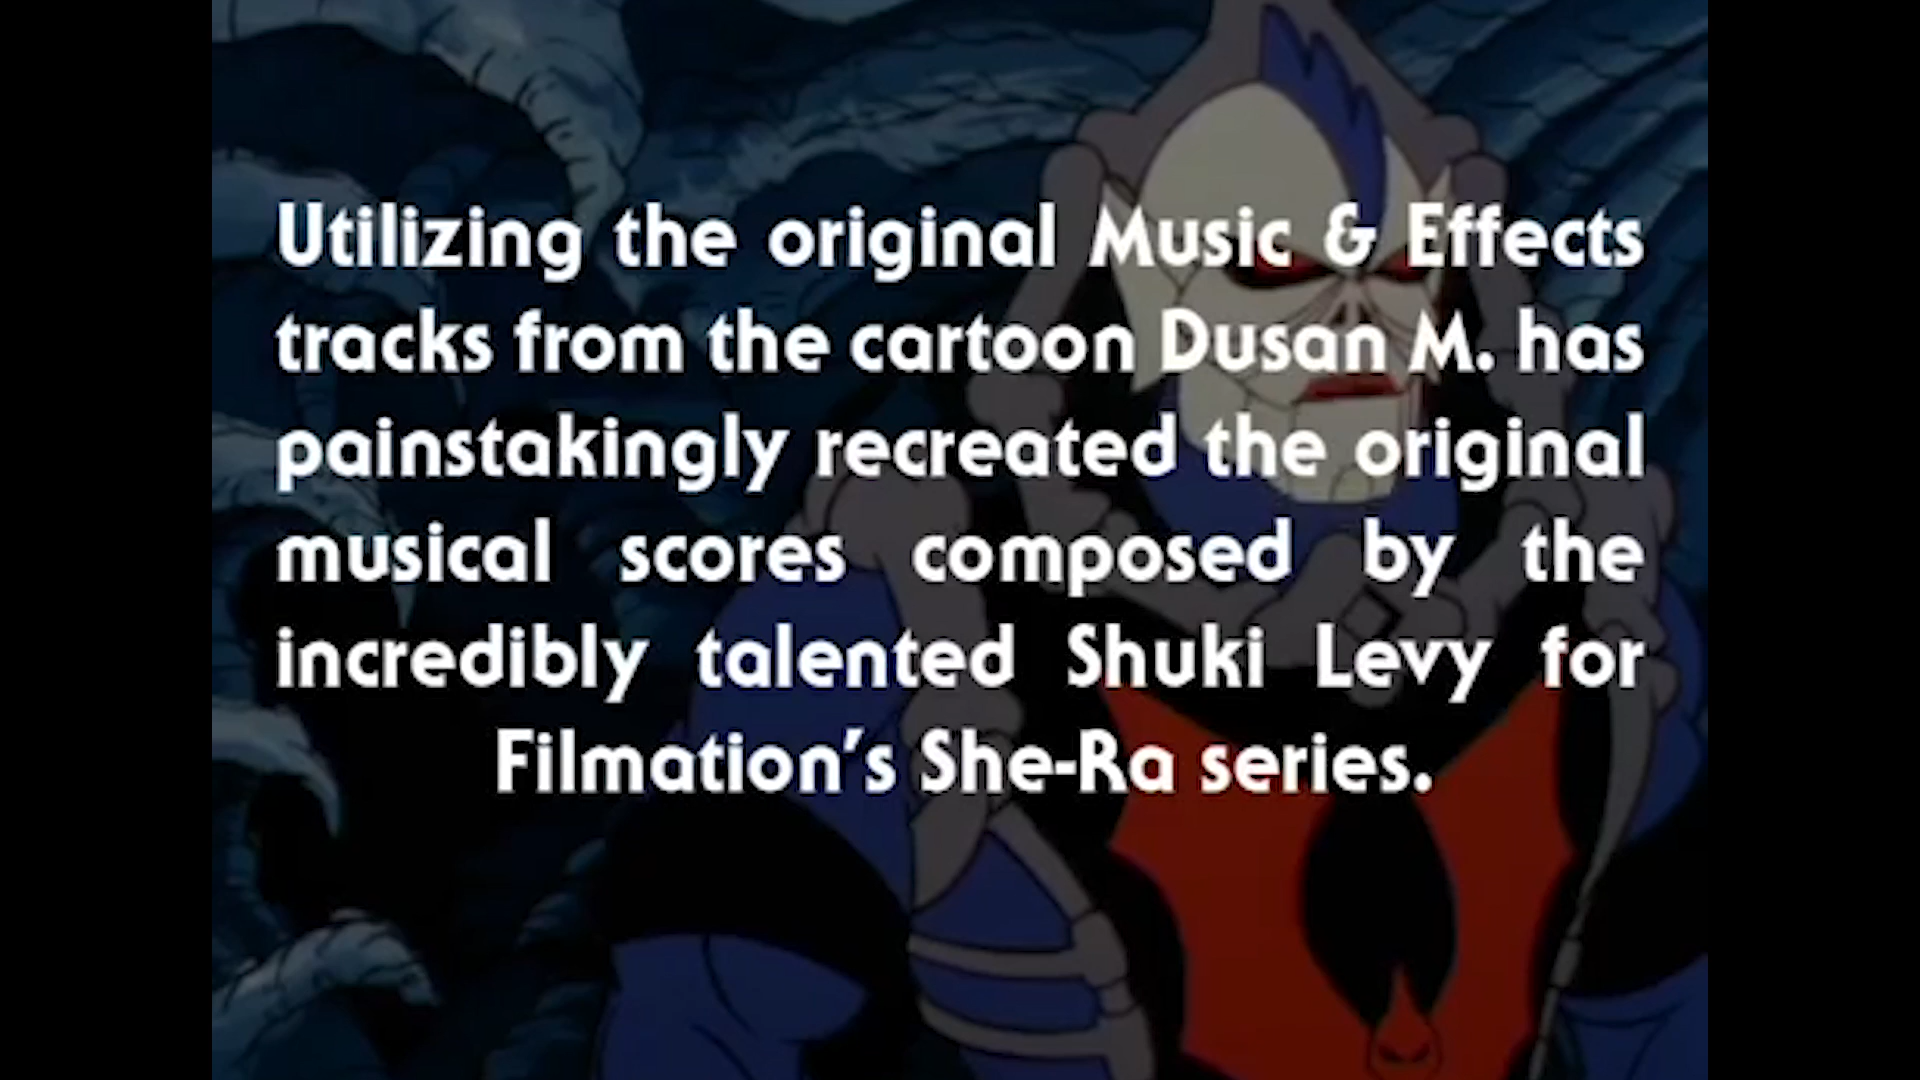 Utilizing the original Music & Effects
tracks from the cartoon Dusan M. has
painstakingly recreated the original
musical scores composed by the
incredibly talented Shuki Levy for
Filmation's She-Ra series.